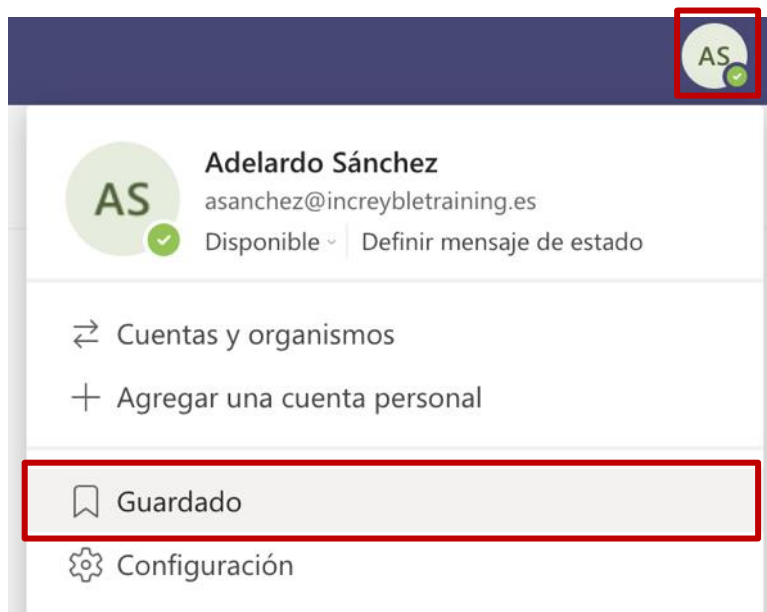 AS
AS
Adelardo Sánchez
asanchez@increybletraining.es
Disponible Definir mensaje de estado
Cuentas y organismos
Agregar una cuenta personal
Guardado
Configuración